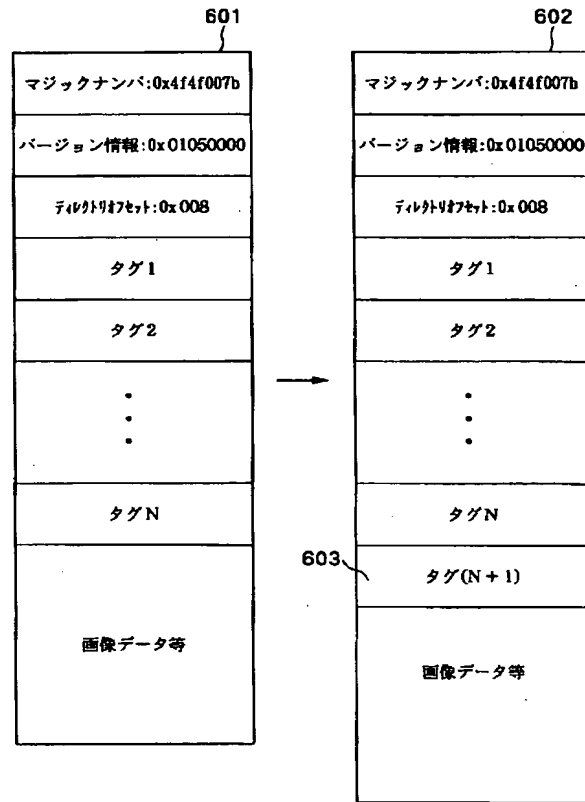 601
マジックナンバ:0x4f4f007b
バージョン情報:0x01050000
ディレクトリオフセット:0x008
タグ1
タグ2
タグN
画像データ等
602
マジックナンバ:0x4f4f007b
バージョン情報:0x01050000
ディレクトリオフセット:0x008
タグ1
タグ2
タグN
603
タグ(N+1)
画像データ等